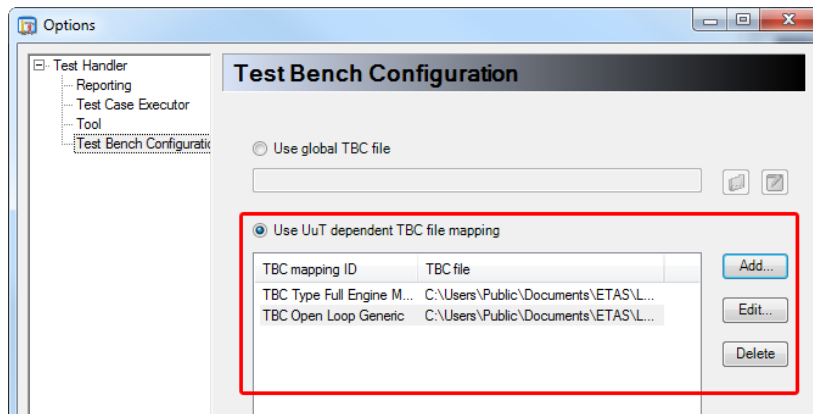 Options
Test Handler
Reporting
Test Case Executor
Tool
Test Bench Configuratic
Test Bench Configuration
Use global TBC file
Use UuT dependent TBC file mapping
TBC mapping ID TBC file
TBC Type Full Engine M... C:\Users\Public\Documents\ETAS\L...
TBC Open Loop Generic C:\Users\Public\Documents\ETAS\L...
Add...
Edit...
Delete